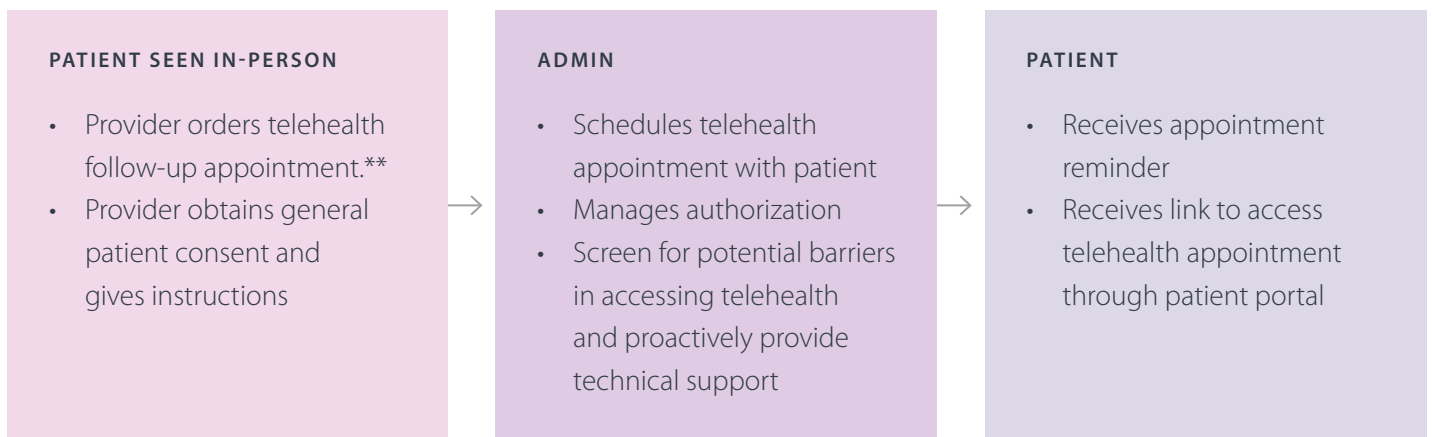 PATIENT SEEN IN-PERSON
• Provider orders telehealth
follow-up appointment.**
• Provider obtains general
patient consent and
gives instructions
ADMIN
• Schedules telehealth
appointment with patient
• Manages authorization
• Screen for potential barriers
in accessing telehealth
and proactively provide
technical support
PATIENT
• Receives appointment
reminder
• Receives link to access
telehealth appointment
through patient portal